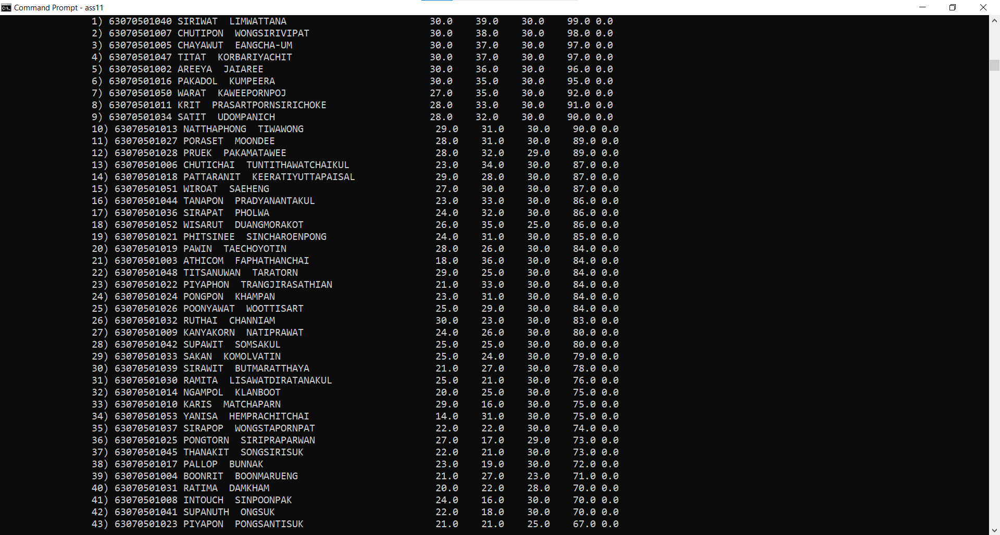 Command Prompt - ass11
1) 63070501040 SIRIWAT  LIMWATTANA 30.0 39.0 30.0 99.0 0.0
2) 63070501007 CHUTIPON  WONGSIRIVIPAT 30.0 38.0 30.0 98.0 0.0
3) 63070501005 CHAYAWUT  EANGCHA-UM 30.0 37.0 30.0 97.0 0.0
4) 63070501047 TITAT  KORBARIYACHIT 30.0 37.0 30.0 97.0 0.0
5) 63070501002 AREEYA  JAIAREE 30.0 36.0 30.0 96.0 0.0
6) 63070501016 PAKADOL  KUMPEERA 30.0 35.0 30.0 95.0 0.0
7) 63070501050 WARAT  KAWEEPORNPOJ 27.0 35.0 30.0 92.0 0.0
8) 63070501011 KRIT  PRASARTPORNSIRICHOKE 28.0 33.0 30.0 91.0 0.0
9) 63070501034 SATIT  UDOMPANICH 28.0 32.0 30.0 90.0 0.0
10) 63070501013 NATTHAPHONG  TIWAWONG 29.0 31.0 30.0 90.0 0.0
11) 63070501027 PORASET  MOONDEE 28.0 31.0 30.0 89.0 0.0
12) 63070501028 PRUEK  PAKAMATAWEE 28.0 32.0 29.0 89.0 0.0
13) 63070501006 CHUTICHAI  TUNTITHAWATCHAIKUL 23.0 34.0 30.0 87.0 0.0
14) 63070501018 PATTARANIT  KEERATIYUTTAPAISAL 29.0 28.0 30.0 87.0 0.0
15) 63070501051 WIROAT  SAEHENG 27.0 30.0 30.0 87.0 0.0
16) 63070501044 TANAPON  PRADYANANTAKUL 23.0 33.0 30.0 86.0 0.0
17) 63070501036 SIRAPAT  PHOLWA 24.0 32.0 30.0 86.0 0.0
18) 63070501052 WISARUT  DUANGMORAKOT 26.0 35.0 25.0 86.0 0.0
19) 63070501021 PHITSINEE  SINCHAROENPONG 24.0 31.0 30.0 85.0 0.0
20) 63070501019 PAWIN  TAECHOYOTIN 28.0 26.0 30.0 84.0 0.0
21) 63070501003 ATHICOM  FAPHATHANCHAI 18.0 36.0 30.0 84.0 0.0
22) 63070501048 TITSANUWAN  TARATORN 29.0 25.0 30.0 84.0 0.0
23) 63070501022 PIYAPHON  TRANGJIRASATHIAN 21.0 33.0 30.0 84.0 0.0
24) 63070501024 PONGPON  KHAMPAN 23.0 31.0 30.0 84.0 0.0
25) 63070501026 POONYAWAT  WOOTTISART 25.0 29.0 30.0 84.0 0.0
26) 63070501032 RUTHAI  CHANNIAM 30.0 23.0 30.0 83.0 0.0
27) 63070501009 KANYAKORN  NATIPRAWAT 24.0 26.0 30.0 80.0 0.0
28) 63070501042 SUPAWIT  SOMSAKUL 25.0 25.0 30.0 80.0 0.0
29) 63070501033 SAKAN  KOMOLVATIN 25.0 24.0 30.0 79.0 0.0
30) 63070501039 SIRAWIT  BUTMARATTHAYA 21.0 27.0 30.0 78.0 0.0
31) 63070501030 RAMITA  LISAWATDIRATANAKUL 25.0 21.0 30.0 76.0 0.0
32) 63070501014 NGAMPOL  KLANBOOT 20.0 25.0 30.0 75.0 0.0
33) 63070501010 KARIS  MATCHAPARN 29.0 16.0 30.0 75.0 0.0
34) 63070501053 YANISA  HEMPRACHITCHAI 14.0 31.0 30.0 75.0 0.0
35) 63070501037 SIRAPOP  WONGSTAPORNPAT 22.0 22.0 30.0 74.0 0.0
36) 63070501025 PONGTORN  SIRIPRAPARWAN 27.0 17.0 29.0 73.0 0.0
37) 63070501045 THANAKIT  SONGSIRISUK 22.0 21.0 30.0 73.0 0.0
38) 63070501017 PALLOP  BUNNAK 23.0 19.0 30.0 72.0 0.0
39) 63070501004 BOONRIT  BOONMARUENG 21.0 27.0 23.0 71.0 0.0
40) 63070501031 RATIMA  DAMKHAM 20.0 22.0 28.0 70.0 0.0
41) 63070501008 INTOUCH  SINPOONPAK 24.0 16.0 30.0 70.0 0.0
42) 63070501041 SUPANUTH  ONGSUK 22.0 18.0 30.0 70.0 0.0
43) 63070501023 PIYAPON  PONGSANTISUK 21.0 21.0 25.0 67.0 0.0